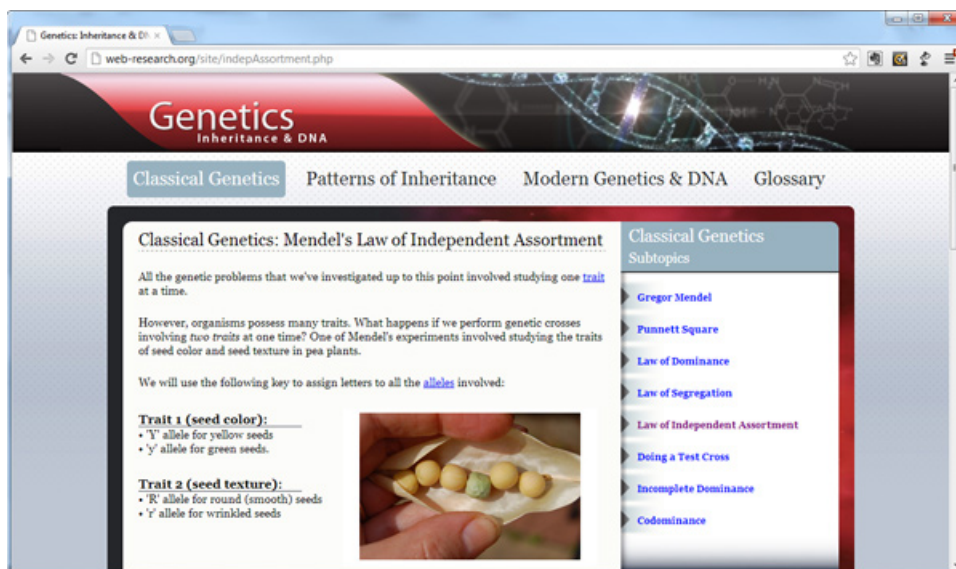 Genetics: Inheritance & DN
web-research.org/site/indepAssortment.php
Genetics
Inheritance & DNA
Classical Genetics
Patterns of Inheritance
Modern Genetics & DNA
Glossary
Classical Genetics: Mendel's Law of Independent Assortment
All the genetic problems that we've investigated up to this point involved studying one trait
at a time.
However, organisms possess many traits. What happens if we perform genetic crosses
involving two traits at one time? One of Mendel's experiments involved studying the traits
of seed color and seed texture in pea plants.
We will use the following key to assign letters to all the alleles involved:
Trait 1 (seed color):
• 'Y' allele for yellow seeds
• 'y' allele for green seeds.
Trait 2 (seed texture):
• 'R' allele for round (smooth) seeds
• 'r' allele for wrinkled seeds
Classical Genetics
Subtopics
Gregor Mendel
Punnett Square
Law of Dominance
Law of Segregation
Law of Independent Assortment
Doing a Test Cross
Incomplete Dominance
Codominance